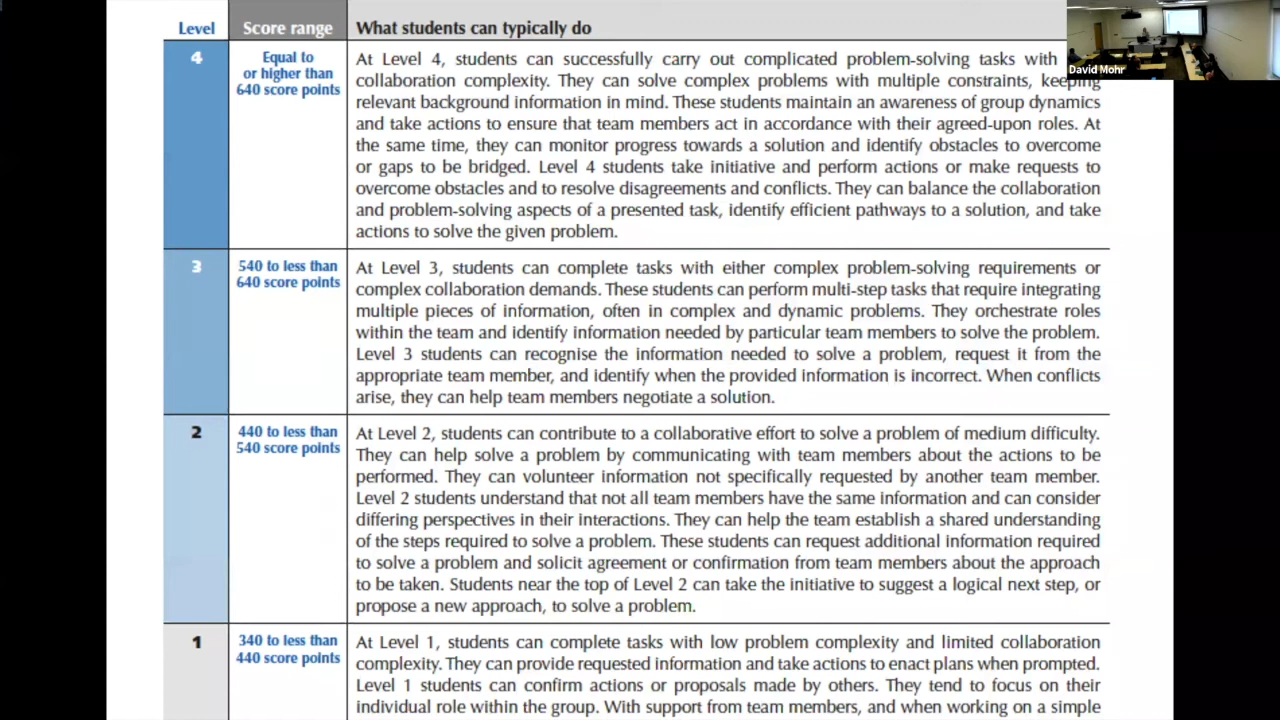 Level Score range What students can typically do
4 Equal to or higher than 640 score points
At Level 4, students can successfully carry out complicated problem-solving tasks with
collaboration complexity. They can solve complex problems with multiple constraints, keeping
relevant background information in mind. These students maintain an awareness of group dynamics
and take actions to ensure that team members act in accordance with their agreed-upon roles. At
the same time, they can monitor progress towards a solution and identify obstacles to overcome
or gaps to be bridged. Level 4 students take initiative and perform actions or make requests to
overcome obstacles and to resolve disagreements and conflicts. They can balance the collaboration
and problem-solving aspects of a presented task, identify efficient pathways to a solution, and take
actions to solve the given problem.
3 540 to less than 640 score points
At Level 3, students can complete tasks with either complex problem-solving requirements or
complex collaboration demands. These students can perform multi-step tasks that require integrating
multiple pieces of information, often in complex and dynamic problems. They orchestrate roles
within the team and identify information needed by particular team members to solve the problem.
Level 3 students can recognise the information needed to solve a problem, request it from the
appropriate team member, and identify when the provided information is incorrect. When conflicts
arise, they can help team members negotiate a solution.
2 440 to less than 540 score points
At Level 2, students can contribute to a collaborative effort to solve a problem of medium difficulty.
They can help solve a problem by communicating with team members about the actions to be
performed. They can volunteer information not specifically requested by another team member.
Level 2 students understand that not all team members have the same information and can consider
differing perspectives in their interactions. They can help the team establish a shared understanding
of the steps required to solve a problem. These students can request additional information required
to solve a problem and solicit agreement or confirmation from team members about the approach
to be taken. Students near the top of Level 2 can take the initiative to suggest a logical next step, or
propose a new approach, to solve a problem.
1 340 to less than 440 score points
At Level 1, students can complete tasks with low problem complexity and limited collaboration
complexity. They can provide requested information and take actions to enact plans when prompted.
Level 1 students can confirm actions or proposals made by others. They tend to focus on their
individual role within the group. With support from team members, and when working on a simple
David Mohr